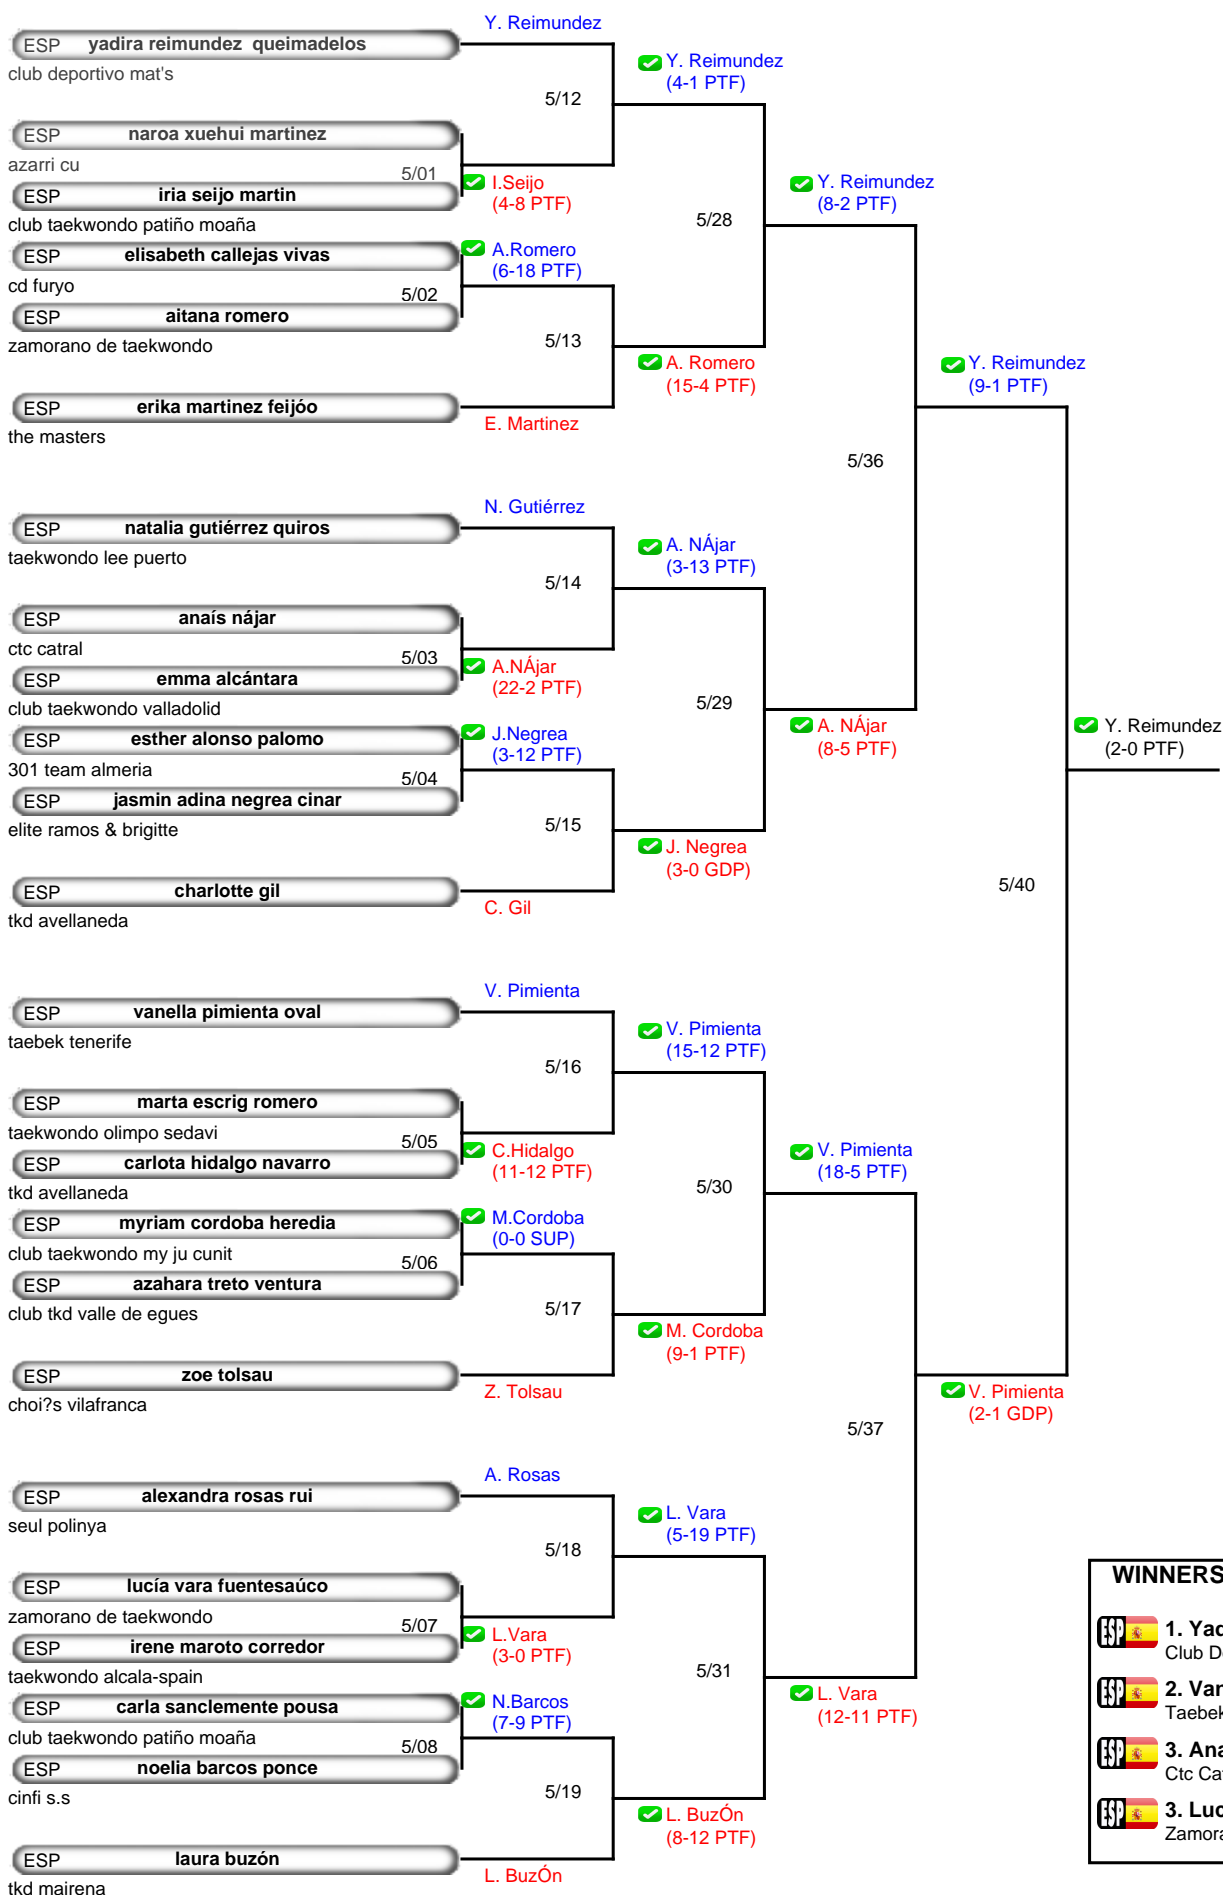 Y. Reimundez
ESP yadira reimundez queimadelos
club deportivo mat's
Y. Reimundez
(4-1 PTF)
5/12
ESP naroa xuehui martinez
azarri cu
5/01
I.Seijo
(4-8 PTF)
ESP iria seijo martin
club taekwondo patiño moaña
Y. Reimundez
(8-2 PTF)
5/28
ESP elisabeth callejas vivas
cd furyo
A.Romero
(6-18 PTF)
5/02
ESP aitana romero
zamorano de taekwondo
5/13
A. Romero
(15-4 PTF)
Y. Reimundez
(9-1 PTF)
ESP erika martinez feijóo
the masters
E. Martinez
5/36
N. Gutiérrez
ESP natalia gutiérrez quiros
taekwondo lee puerto
A. NÁjar
(3-13 PTF)
5/14
ESP anaís nájar
ctc catral
5/03
A.NÁjar
(22-2 PTF)
ESP emma alcántara
club taekwondo valladolid
5/29
ESP esther alonso palomo
301 team almeria
J.Negrea
(3-12 PTF)
A. NÁjar
(8-5 PTF)
Y. Reimundez
(2-0 PTF)
5/04
ESP jasmin adina negrea cinar
elite ramos & brigitte
5/15
J. Negrea
(3-0 GDP)
ESP charlotte gil
tkd avellaneda
C. Gil
5/40
V. Pimienta
ESP vanella pimienta oval
taebek tenerife
V. Pimienta
(15-12 PTF)
5/16
ESP marta escrig romero
taekwondo olimpo sedavi
5/05
C.Hidalgo
(11-12 PTF)
ESP carlota hidalgo navarro
tkd avellaneda
V. Pimienta
(18-5 PTF)
5/30
ESP myriam cordoba heredia
club taekwondo my ju cunit
M.Cordoba
(0-0 SUP)
5/06
ESP azahara treto ventura
club tkd valle de egues
5/17
M. Cordoba
(9-1 PTF)
ESP zoe tolsau
choi?s vilafranca
Z. Tolsau
V. Pimienta
(2-1 GDP)
5/37
A. Rosas
ESP alexandra rosas rui
seul polinya
L. Vara
(5-19 PTF)
5/18
ESP lucía vara fuentesaúco
zamorano de taekwondo
5/07
L.Vara
(3-0 PTF)
ESP irene maroto corredor
taekwondo alcala-spain
5/31
ESP carla sanclemente pousa
club taekwondo patiño moaña
N.Barcos
(7-9 PTF)
L. Vara
(12-11 PTF)
5/08
ESP noelia barcos ponce
cinfi s.s
5/19
L. BuzÓn
(8-12 PTF)
ESP laura buzón
tkd mairena
L. BuzÓn
WINNERS
ESP 1.
Club
ESP 2.
Taebek
ESP 3.
Ctc
ESP 3.